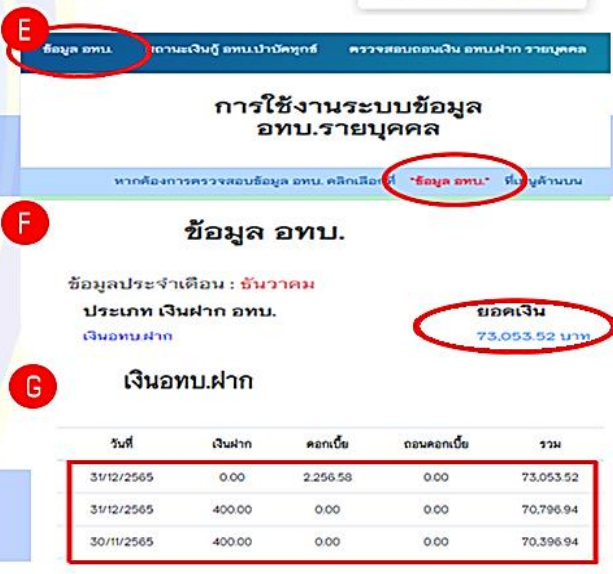 E
ข้อมูล อทบ. สถานะเงินกู้ อทบ.บำบัดทุกข์ ตรวจสอบถอนเงิน อทบ.ฝาก รายบุคคล
การใช้งานระบบข้อมูล
อทบ.รายบุคคล
หากต้องการตรวจสอบข้อมูล อทบ. คลิกเลือกที่ "ข้อมูล อทบ." ที่เมนูด้านบน
F
ข้อมูล อทบ.
ข้อมูลประจำเดือน : ธันวาคม
ประเภท เงินฝาก อทบ. ยอดเงิน
เงินอทบ.ฝาก 73,053.52 บาท
G
เงินอทบ.ฝาก
วันที่ เงินฝาก ดอกเบี้ย ถอนดอกเบี้ย รวม
31/12/2565 0.00 2,256.58 0.00 73,053.52
31/12/2565 400.00 0.00 0.00 70,796.94
30/11/2565 400.00 0.00 0.00 70,396.94